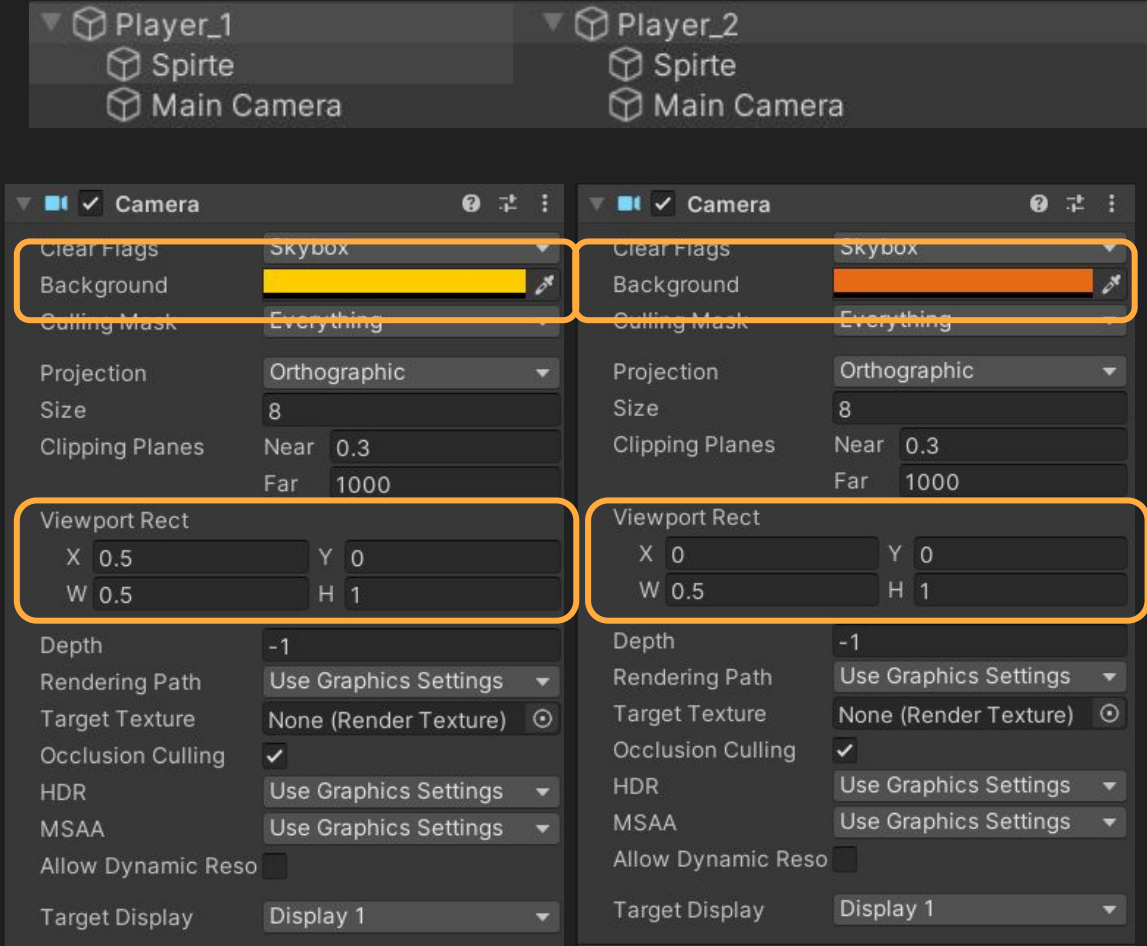 Player_1
Spirte
Main Camera
Player_2
Spirte
Main Camera
Camera
Clear Flags Skybox
Background
Culling Mask Everything
Projection Orthographic
Size 8
Clipping Planes Near 0.3
Far 1000
Viewport Rect
X 0.5 Y 0
W 0.5 H 1
Depth -1
Rendering Path Use Graphics Settings
Target Texture None (Render Texture)
Occlusion Culling
HDR Use Graphics Settings
MSAA Use Graphics Settings
Allow Dynamic Reso
Target Display Display 1
Camera
Clear Flags Skybox
Background
Culling Mask Everything
Projection Orthographic
Size 8
Clipping Planes Near 0.3
Far 1000
Viewport Rect
X 0 Y 0
W 0.5 H 1
Depth -1
Rendering Path Use Graphics Settings
Target Texture None (Render Texture)
Occlusion Culling
HDR Use Graphics Settings
MSAA Use Graphics Settings
Allow Dynamic Reso
Target Display Display 1